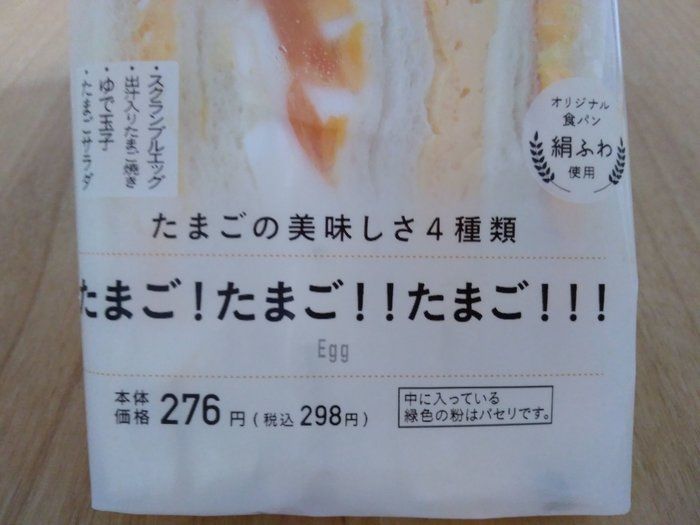 ・スクランブルエッグ
・出汁入りたまご焼き
・ゆで玉子
・たまごサラダ
オリジナル
食パン
絹ふわ
使用
たまごの美味しさ4種類
たまご!たまご!!たまご!!!
Egg
本体
価格 276円(税込298円)
中に入っている
緑色の粉はパセリです。